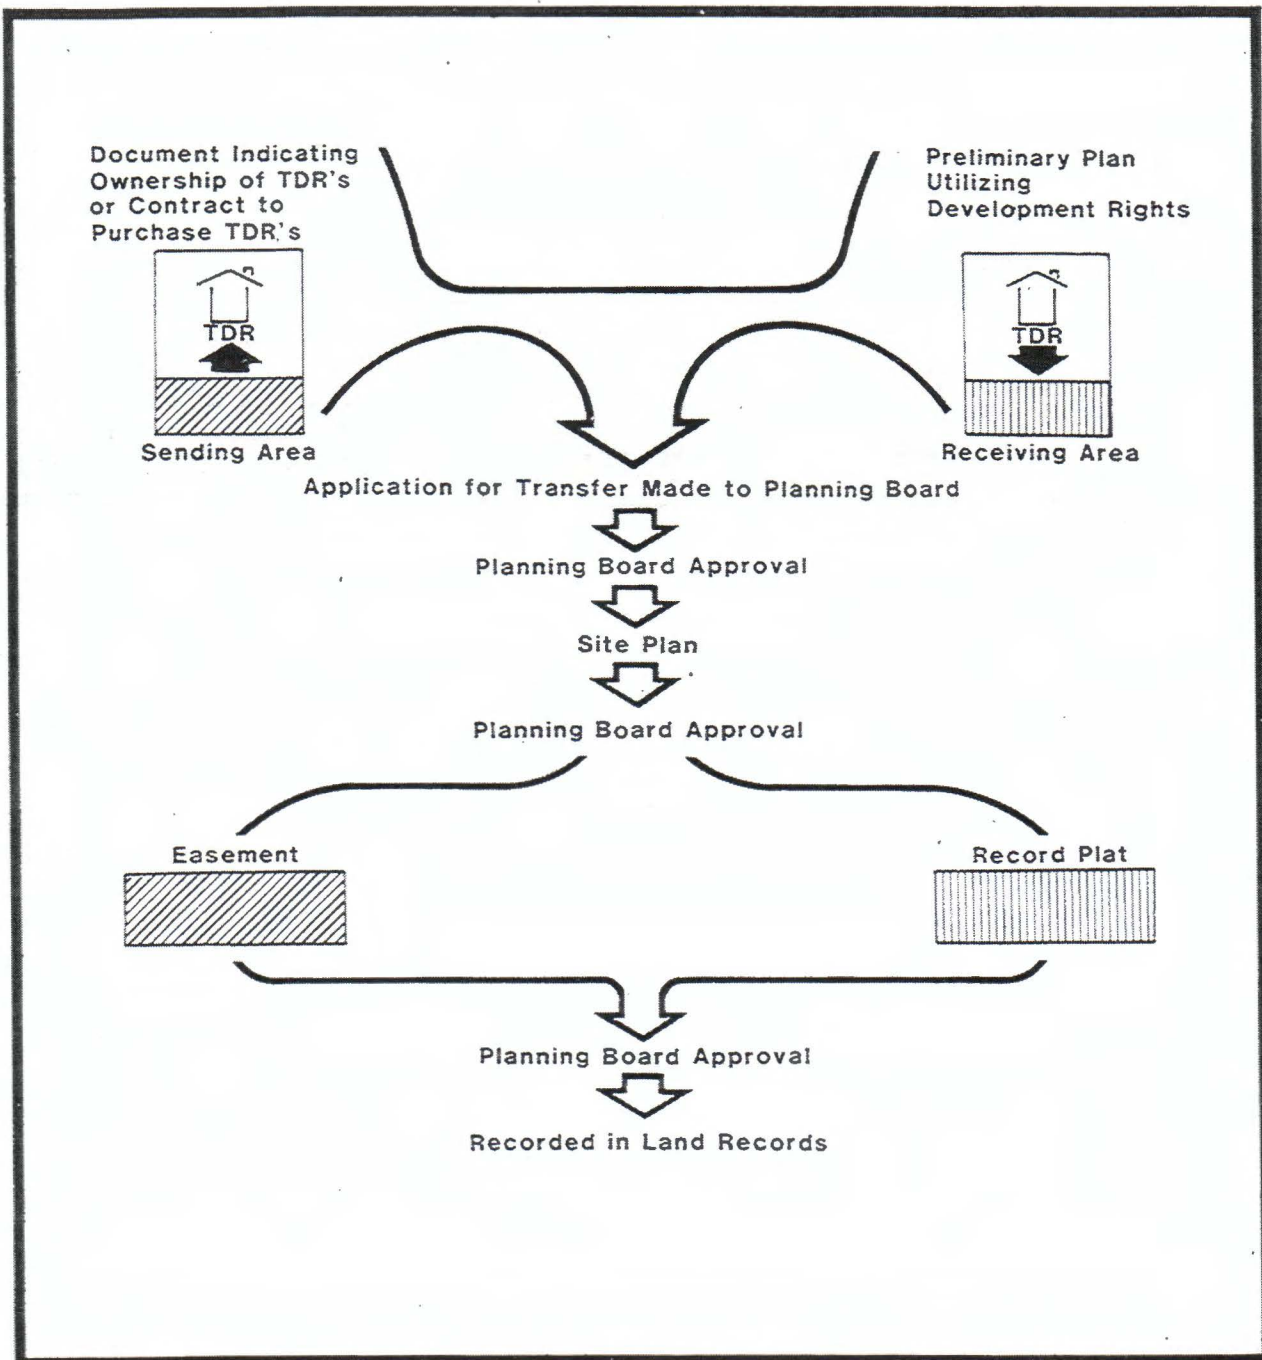 Document Indicating
Ownership of TDR's
or Contract to
Purchase TDR's
TDR
Sending Area
Preliminary Plan
Utilizing
Development Rights
TDR
Receiving Area
Application for Transfer Made to Planning Board
Planning Board Approval
Site Plan
Planning Board Approval
Easement
Record Plat
Planning Board Approval
Recorded in Land Records